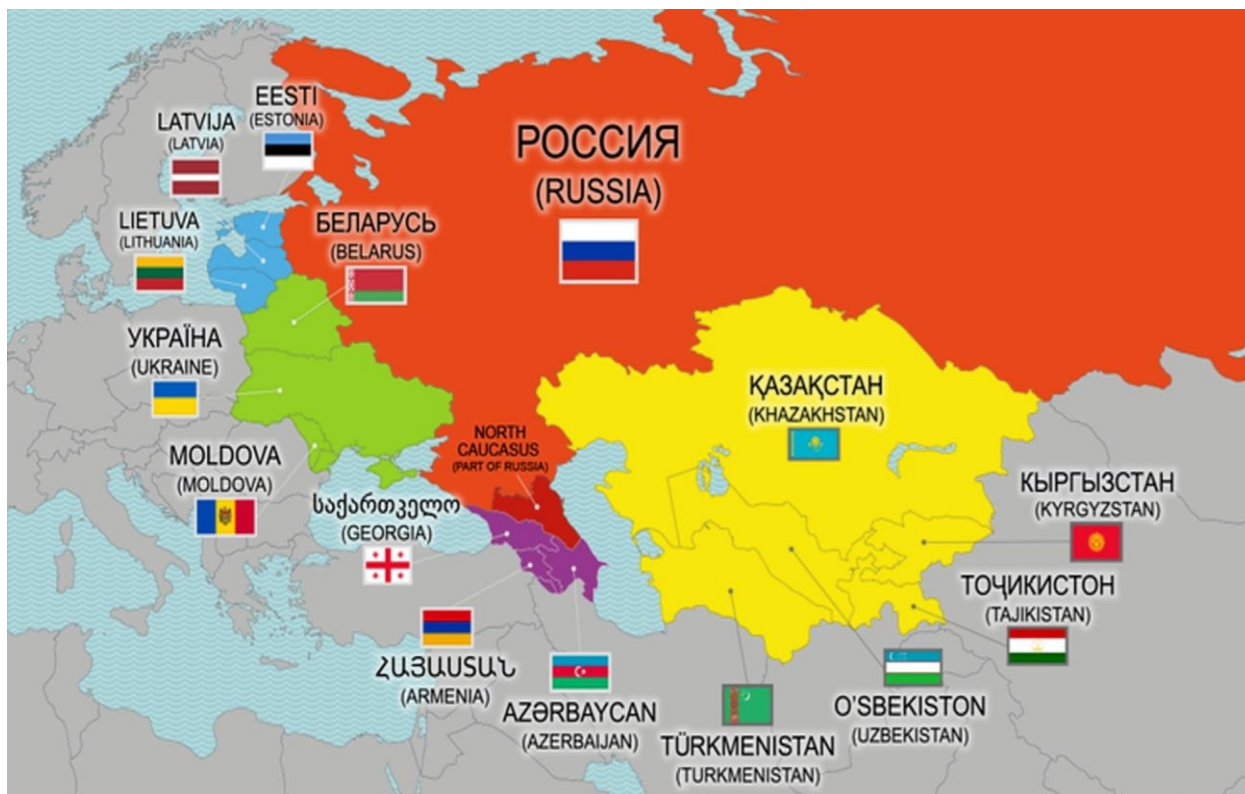 EESTI
(ESTONIA)
LATVIJA
(LATVIA)
РОССИЯ
(RUSSIA)
LIETUVA
(LITHUANIA)
БЕЛАРУСЬ
(BELARUS)
УКРАЇНА
(UKRAINE)
ҚАЗАҚСТАН
(KHAZAKHSTAN)
NORTH
CAUCASUS
(PART OF RUSSIA)
MOLDOVA
(MOLDOVA)
КЫРГЫЗСТАН
(KYRGYZSTAN)
საქართველო
(GEORGIA)
ТОҶИКИСТОН
(TAJIKISTAN)
ՀԱՅԱՍՏԱՆ
(ARMENIA)
AZƏRBAYCAN
(AZERBAIJAN)
O'SBEKISTON
(UZBEKISTAN)
TÜRKMENISTAN
(TURKMENISTAN)